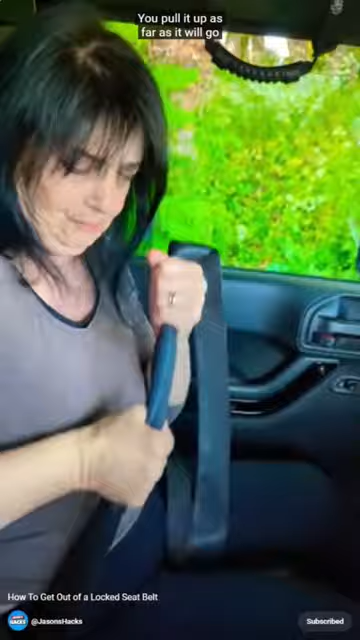 You pull it up as
far as it will go
How To Get Out of a Locked Seat Belt
@JasonsHacks
Subscribed